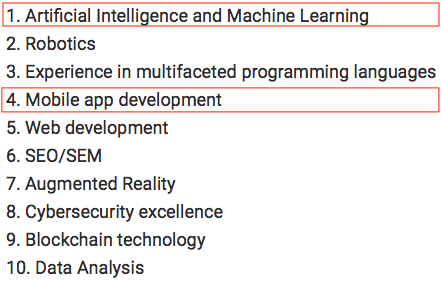 1. Artificial Intelligence and Machine Learning
2. Robotics
3. Experience in multifaceted programming languages
4. Mobile app development
5. Web development
6. SEO/SEM
7. Augmented Reality
8. Cybersecurity excellence
9. Blockchain technology
10. Data Analysis